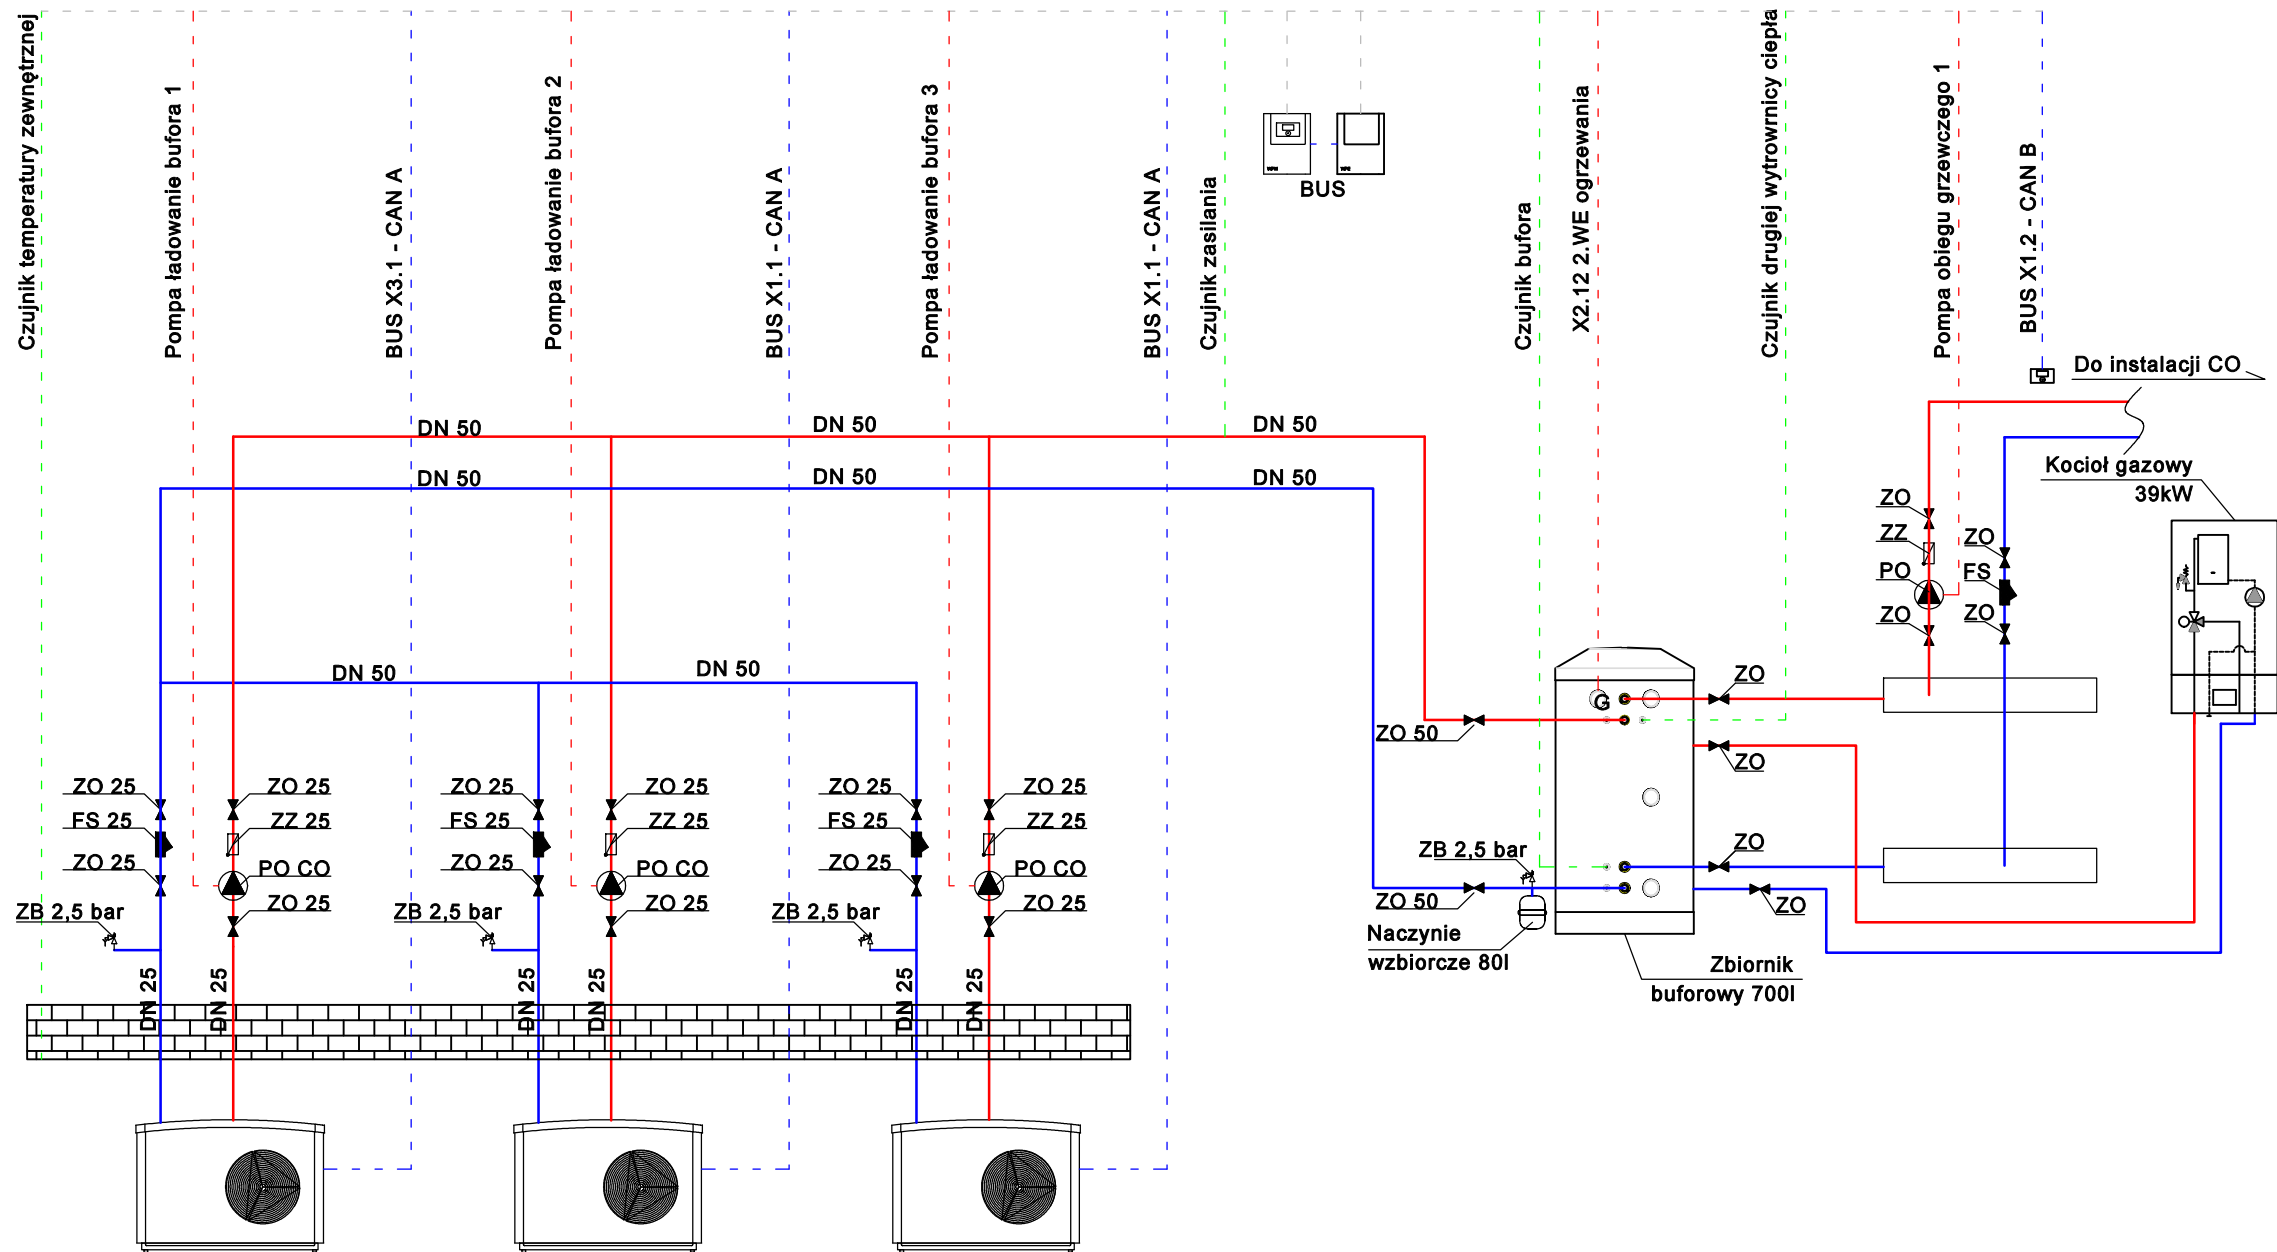 Czujnik temperatury zewnętrznej
Pompa ładowanie bufora 1
BUS X3.1 - CAN A
Pompa ładowanie bufora 2
BUS X1.1 - CAN A
Pompa ładowanie bufora 3
BUS X1.1 - CAN A
Czujnik zasilania
BUS
Czujnik bufora
X2.12 2.WE ogrzewania
Czujnik drugiej wytrowrnicy ciepła
Pompa obiegu grzewczego 1
BUS X1.2 - CAN B
Do instalacji CO
DN 50
DN 50
DN 50
DN 50
DN 50
DN 50
Kocioł gazowy
39kW
ZO
ZZ
PO
ZO
ZO
FS
ZO
DN 50
DN 50
G
ZO
ZO 50
ZO
ZO 25
FS 25
ZO 25
ZB 2,5 bar
ZO 25
ZZ 25
PO CO
ZO 25
ZO 25
FS 25
ZO 25
ZB 2,5 bar
ZO 25
ZZ 25
PO CO
ZO 25
ZO 25
FS 25
ZO 25
ZB 2,5 bar
ZO 25
ZZ 25
PO CO
ZO 25
ZB 2,5 bar
ZO
ZO 50
ZO
Naczynie
wzbiorcze 80l
Zbiornik
buforowy 700l
DN 25
DN 25
DN 25
DN 25
DN 25
DN 25